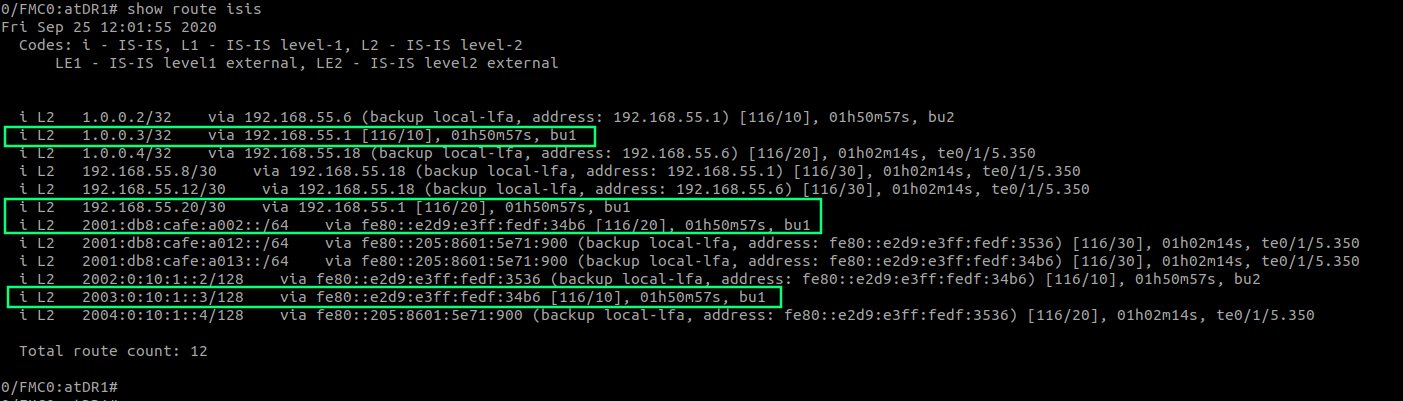 0/FMC0:atDR1# show route isis
Fri Sep 25 12:01:55 2020
Codes: i - IS-IS, L1 - IS-IS level-1, L2 - IS-IS level-2
LE1 - IS-IS level1 external, LE2 - IS-IS level2 external
i L2 1.0.0.2/32 via 192.168.55.6 (backup local-lfa, address: 192.168.55.1) [116/10], 01h50m57s, bu2
i L2 1.0.0.3/32 via 192.168.55.1 [116/10], 01h50m57s, bu1
i L2 1.0.0.4/32 via 192.168.55.18 (backup local-lfa, address: 192.168.55.6) [116/20], 01h02m14s, te0/1/5.350
i L2 192.168.55.8/30 via 192.168.55.18 (backup local-lfa, address: 192.168.55.1) [116/30], 01h02m14s, te0/1/5.350
i L2 192.168.55.12/30 via 192.168.55.18 (backup local-lfa, address: 192.168.55.6) [116/30], 01h02m14s, te0/1/5.350
i L2 192.168.55.20/30 via 192.168.55.1 [116/20], 01h50m57s, bu1
i L2 2001:db8:cafe:a002::/64 via fe80::e2d9:e3ff:fedf:34b6 [116/20], 01h50m57s, bu1
i L2 2001:db8:cafe:a012::/64 via fe80::205:8601:5e71:900 (backup local-lfa, address: fe80::e2d9:e3ff:fedf:3536) [116/30], 01h02m14s, te0/1/5.350
i L2 2001:db8:cafe:a013::/64 via fe80::205:8601:5e71:900 (backup local-lfa, address: fe80::e2d9:e3ff:fedf:34b6) [116/30], 01h02m14s, te0/1/5.350
i L2 2002:0:10:1::2/128 via fe80::e2d9:e3ff:fedf:3536 (backup local-lfa, address: fe80::e2d9:e3ff:fedf:34b6) [116/10], 01h50m57s, bu2
i L2 2003:0:10:1::3/128 via fe80::e2d9:e3ff:fedf:34b6 [116/10], 01h50m57s, bu1
i L2 2004:0:10:1::4/128 via fe80::205:8601:5e71:900 (backup local-lfa, address: fe80::e2d9:e3ff:fedf:3536) [116/20], 01h02m14s, te0/1/5.350
Total route count: 12
0/FMC0:atDR1#